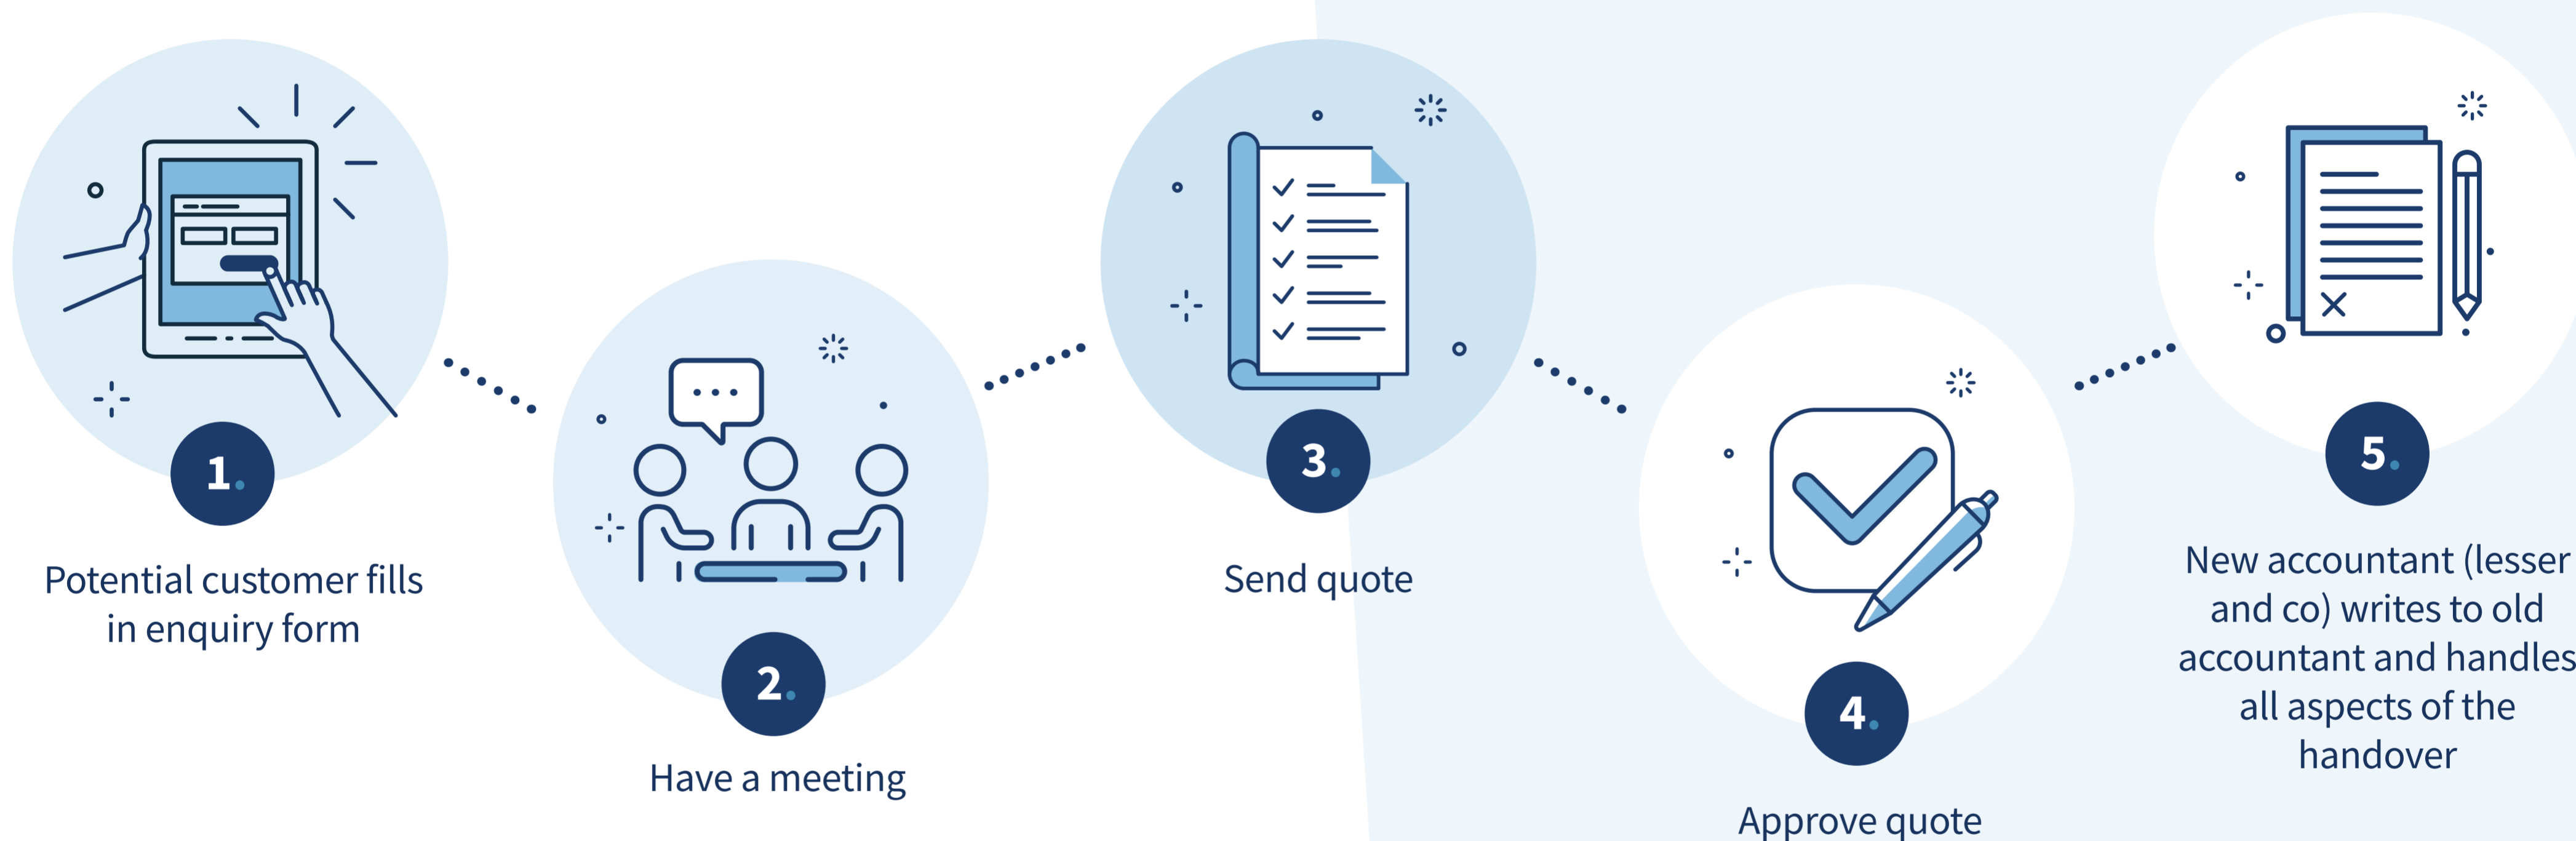 1.
Potential customer fills
in enquiry form
2.
Have a meeting
3.
Send quote
4.
Approve quote
5.
New accountant (lesser
and co) writes to old
accountant and handles
all aspects of the
handover